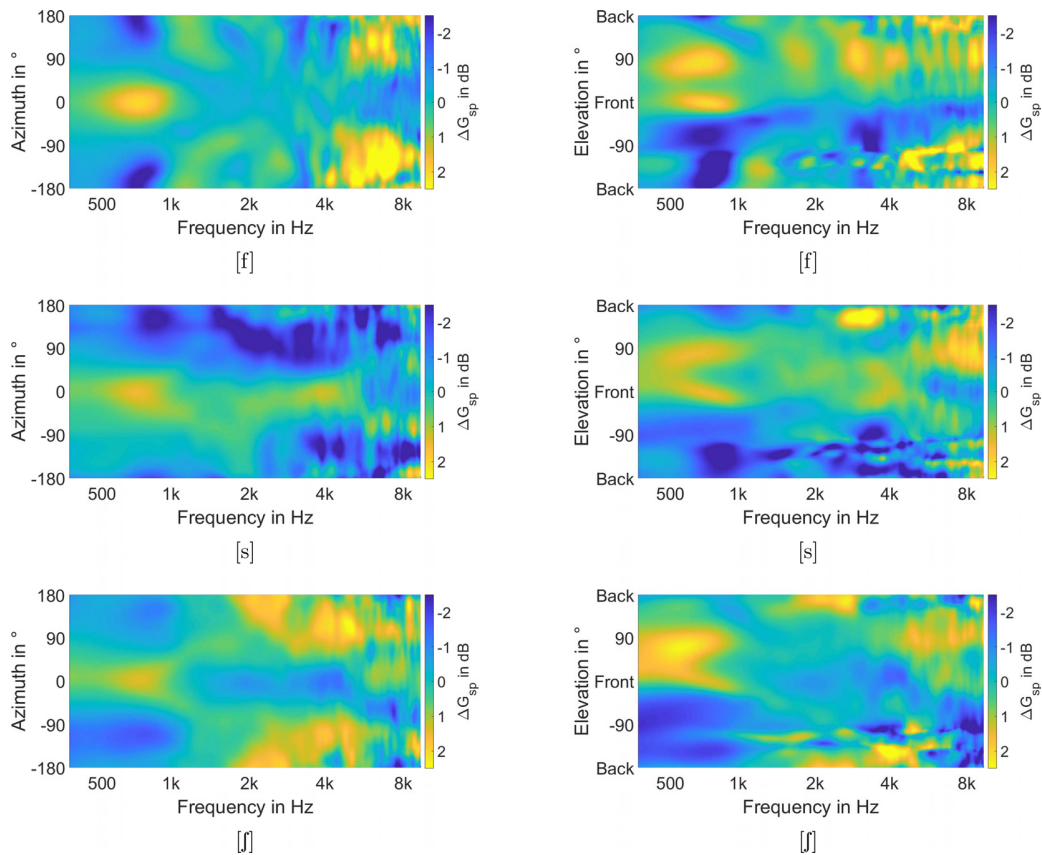 180
90
0
-90
-180
Azimuth in °
500 1k 2k 4k 8k
Frequency in Hz
-2
-1
0
1
2
ΔGsp in dB
[f]
Back
90
Front
-90
Back
Elevation in °
500 1k 2k 4k 8k
Frequency in Hz
-2
-1
0
1
2
ΔGsp in dB
[f]
180
90
0
-90
-180
Azimuth in °
500 1k 2k 4k 8k
Frequency in Hz
-2
-1
0
1
2
ΔGsp in dB
[s]
Back
90
Front
-90
Back
Elevation in °
500 1k 2k 4k 8k
Frequency in Hz
-2
-1
0
1
2
ΔGsp in dB
[s]
180
90
0
-90
-180
Azimuth in °
500 1k 2k 4k 8k
Frequency in Hz
-2
-1
0
1
2
ΔGsp in dB
[ʃ]
Back
90
Front
-90
Back
Elevation in °
500 1k 2k 4k 8k
Frequency in Hz
-2
-1
0
1
2
ΔGsp in dB
[ʃ]